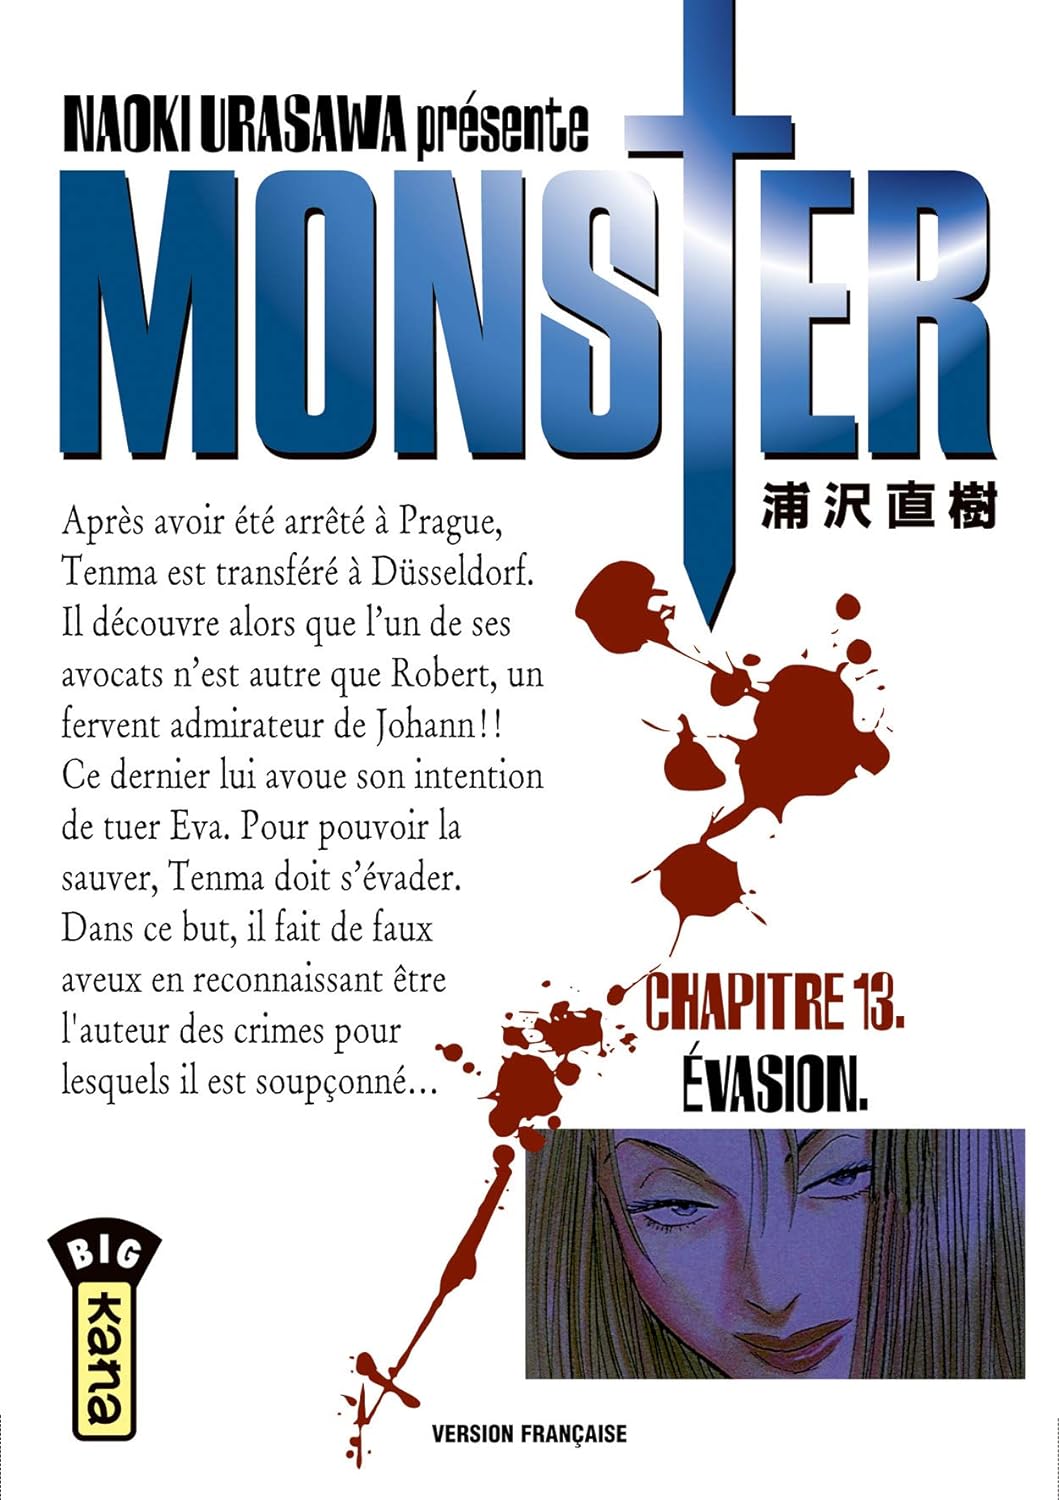 NAOKI URASAWA présente
MONSTER
浦沢直樹
Après avoir été arrêté à Prague,
Tenma est transféré à Düsseldorf.
Il découvre alors que l’un de ses
avocats n’est autre que Robert, un
fervent admirateur de Johann!!
Ce dernier lui avoue son intention
de tuer Eva. Pour pouvoir la
sauver, Tenma doit s’évader.
Dans ce but, il fait de faux
aveux en reconnaissant être
l'auteur des crimes pour
lesquels il est soupçonné...
CHAPITRE 13.
ÉVASION.
BIG
KANA
VERSION FRANÇAISE